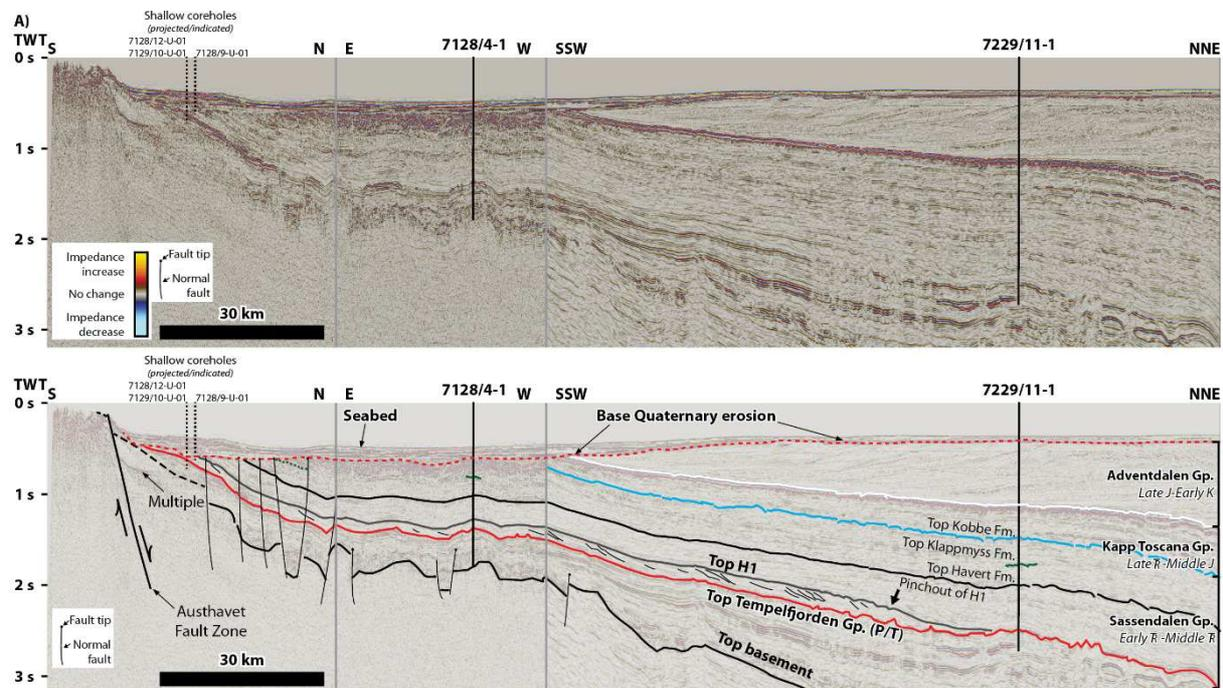 A)
Shallow coreholes
(projected/indicated)
7128/12-U-01
7129/10-U-01 7128/9-U-01
TWT S N E 7128/4-1 W SSW 7229/11-1 NNE
0 s
1 s
2 s
3 s
Impedance increase
No change
Impedance decrease
Fault tip
Normal fault
30 km
Shallow coreholes
(projected/indicated)
7128/12-U-01
7129/10-U-01 7128/9-U-01
TWT S N E 7128/4-1 W SSW 7229/11-1 NNE
0 s
Seabed
Base Quaternary erosion
Adventdalen Gp.
Late J-Early K
1 s
Multiple
Top Kobbe Fm.
Kapp Toscana Gp.
Late Ꞧ-Middle J
Top Klappmyss Fm.
Top Havert Fm.
Top H1
Pinchout of H1
2 s
Top Tempelfjorden Gp. (P/T)
Sassendalen Gp.
Early Ꞧ-Middle Ꞧ
Austhavet
Fault Zone
Top basement
Fault tip
Normal
fault
30 km
3 s